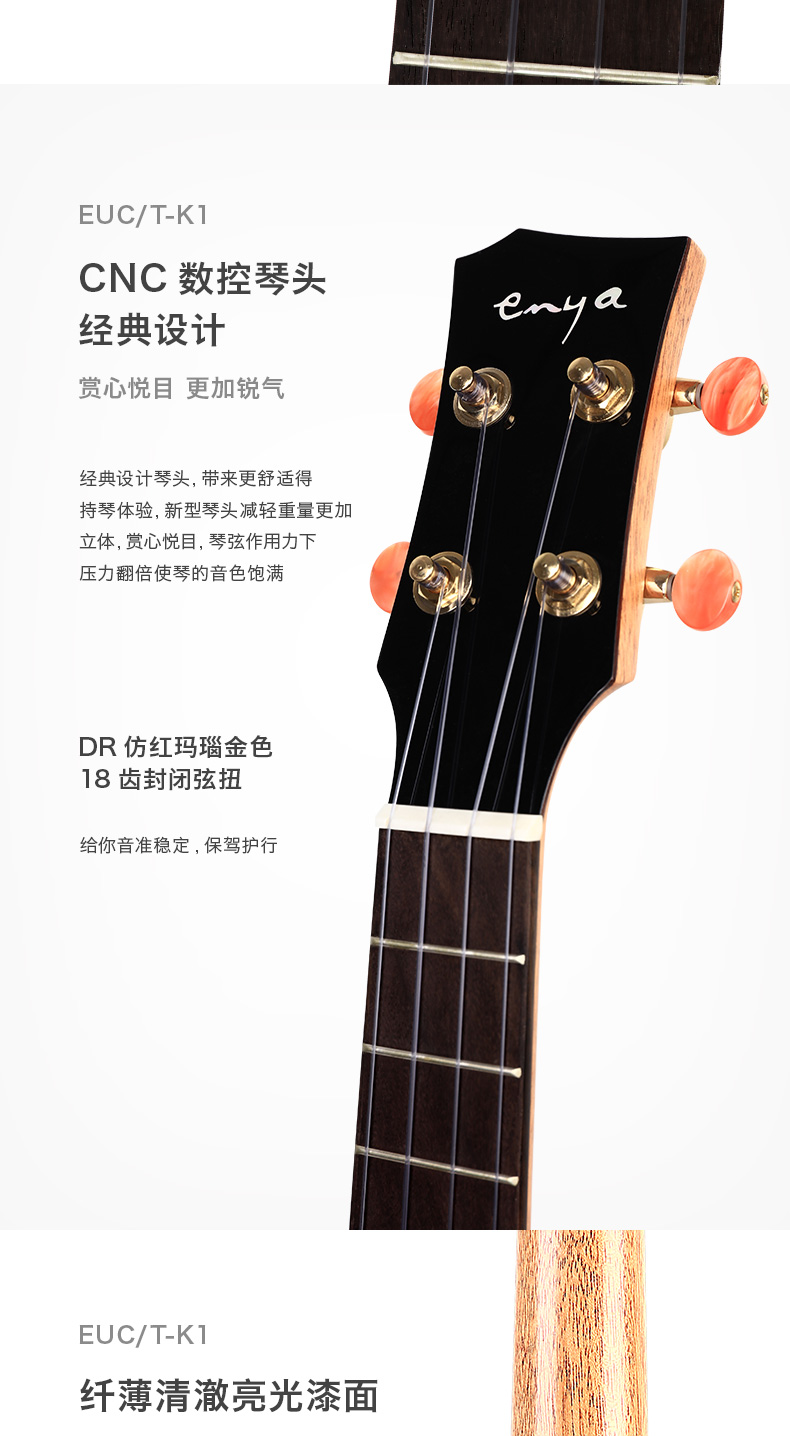 EUC/T-K1
CNC 数控琴头
经典设计
赏心悦目 更加锐气
enya
经典设计琴头, 带来更舒适得
持琴体验, 新型琴头减轻重量更加
立体, 赏心悦目, 琴弦作用力下
压力翻倍使琴的音色饱满
DR 仿红玛瑙金色
18 齿封闭弦扭
给你音准稳定 , 保驾护行
EUC/T-K1
纤薄清澈亮光漆面